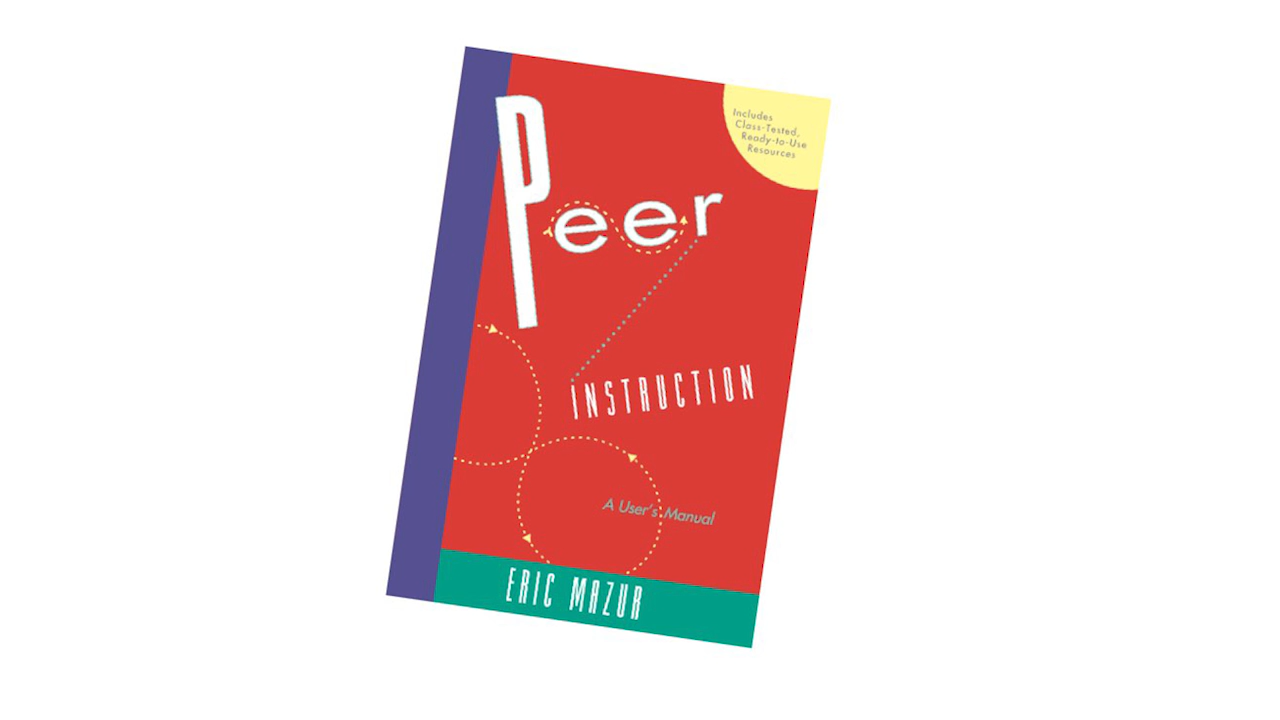 Includes
Class-Tested,
Ready-to-Use
Resources
Peer
INSTRUCTION
A User's Manual
ERIC MAZUR